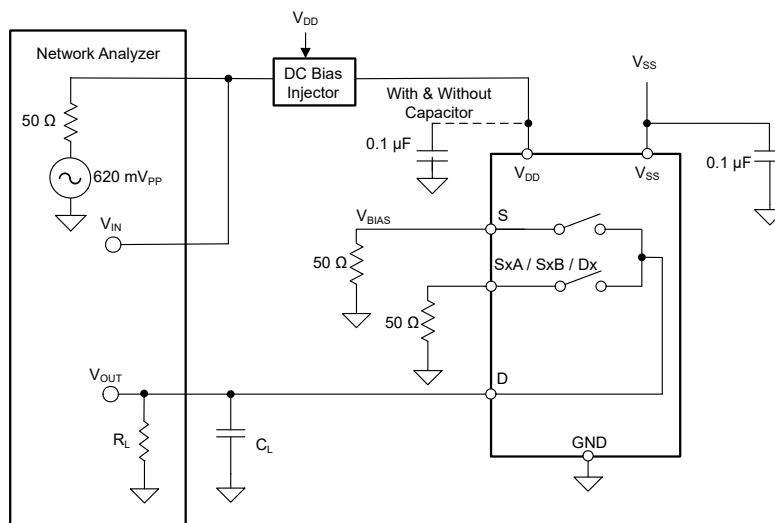 Network Analyzer
V_DD
DC Bias
Injector
V_SS
With & Without
Capacitor
50 Ω
620 mV_PP
0.1 µF
0.1 µF
V_DD
V_SS
V_IN
V_BIAS
S
50 Ω
SxA / SxB / Dx
50 Ω
V_OUT
D
R_L
C_L
GND